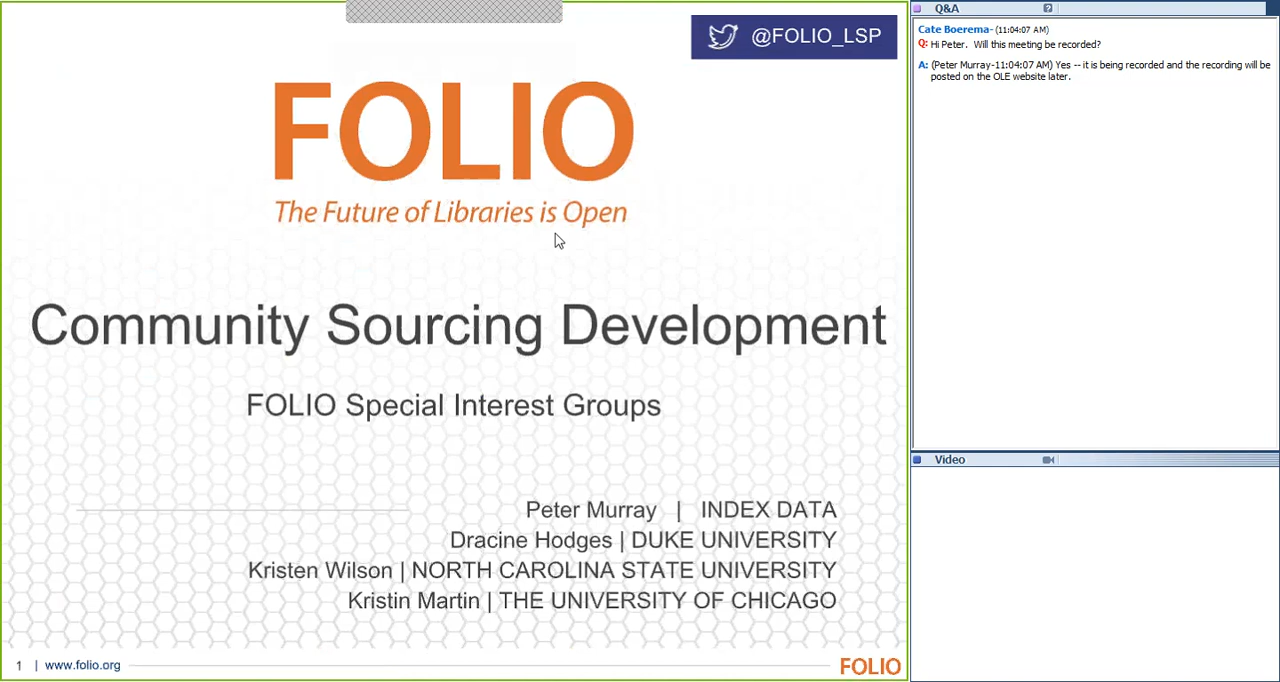 @FOLIO_LSP
FOLIO
The Future of Libraries is Open
Community Sourcing Development
FOLIO Special Interest Groups
Peter Murray | INDEX DATA
Dracine Hodges | DUKE UNIVERSITY
Kristen Wilson | NORTH CAROLINA STATE UNIVERSITY
Kristin Martin | THE UNIVERSITY OF CHICAGO
1 | www.folio.org
FOLIO
Q&A
?
Cate Boerema- (11:04:07 AM)
Q: Hi Peter. Will this meeting be recorded?
A: (Peter Murray-11:04:07 AM) Yes -- it is being recorded and the recording will be
posted on the OLE website later.
Video